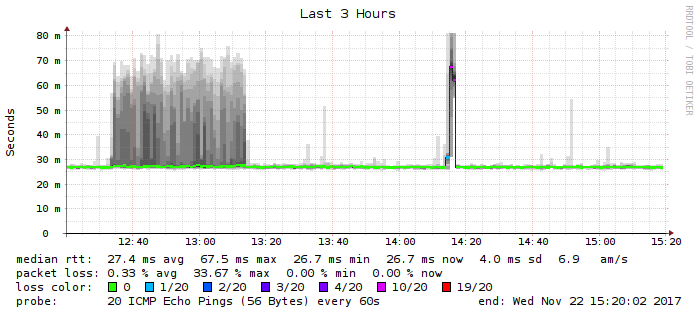 Last 3 Hours
RRDTOOL / TOBI OETIKER
Seconds
80 m
70 m
60 m
50 m
40 m
30 m
20 m
10 m
0
12:40 13:00 13:20 13:40 14:00 14:20 14:40 15:00 15:20
median rtt: 27.4 ms avg 67.5 ms max 26.7 ms min 26.7 ms now 4.0 ms sd 6.9 am/s
packet loss: 0.33 % avg 33.67 % max 0.00 % min 0.00 % now
loss color: 0 1/20 2/20 3/20 4/20 10/20 19/20
probe: 20 ICMP Echo Pings (56 Bytes) every 60s end: Wed Nov 22 15:20:02 2017